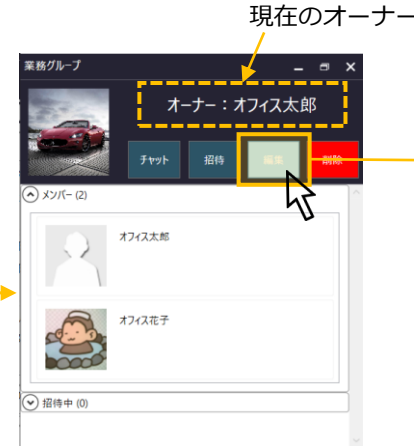 現在のオーナー
業務グループ
オーナー：オフィス太郎
チャット 招待 編集 削除
メンバー (2)
オフィス太郎
オフィス花子
招待中 (0)